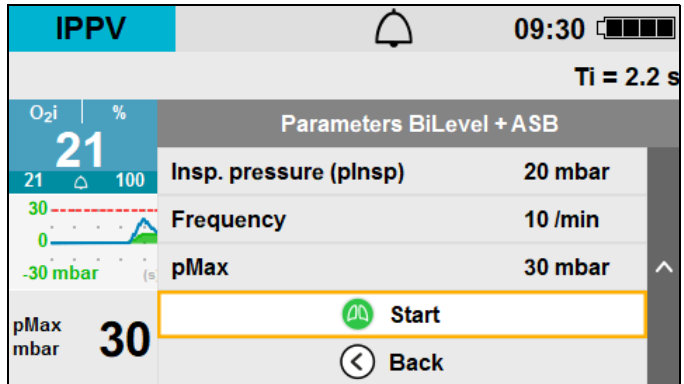 IPPV 09:30
Ti = 2.2 s
O₂i %
21
21 100
Parameters BiLevel + ASB
Insp. pressure (pInsp) 20 mbar
Frequency 10 /min
pMax 30 mbar
Start
Back
30
0
-30 mbar (s
pMax
mbar 30